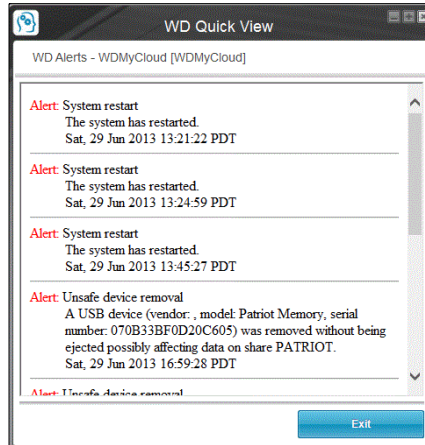 WD Quick View
WD Alerts - WDMyCloud [WDMyCloud]
Alert: System restart
The system has restarted.
Sat, 29 Jun 2013 13:21:22 PDT
Alert: System restart
The system has restarted.
Sat, 29 Jun 2013 13:24:59 PDT
Alert: System restart
The system has restarted.
Sat, 29 Jun 2013 13:45:27 PDT
Alert: Unsafe device removal
A USB device (vendor: , model: Patriot Memory, serial
number: 070B33BF0D20C605) was removed without being
ejected possibly affecting data on share PATRIOT.
Sat, 29 Jun 2013 16:59:28 PDT
Alert: Unsafe device removal
Exit